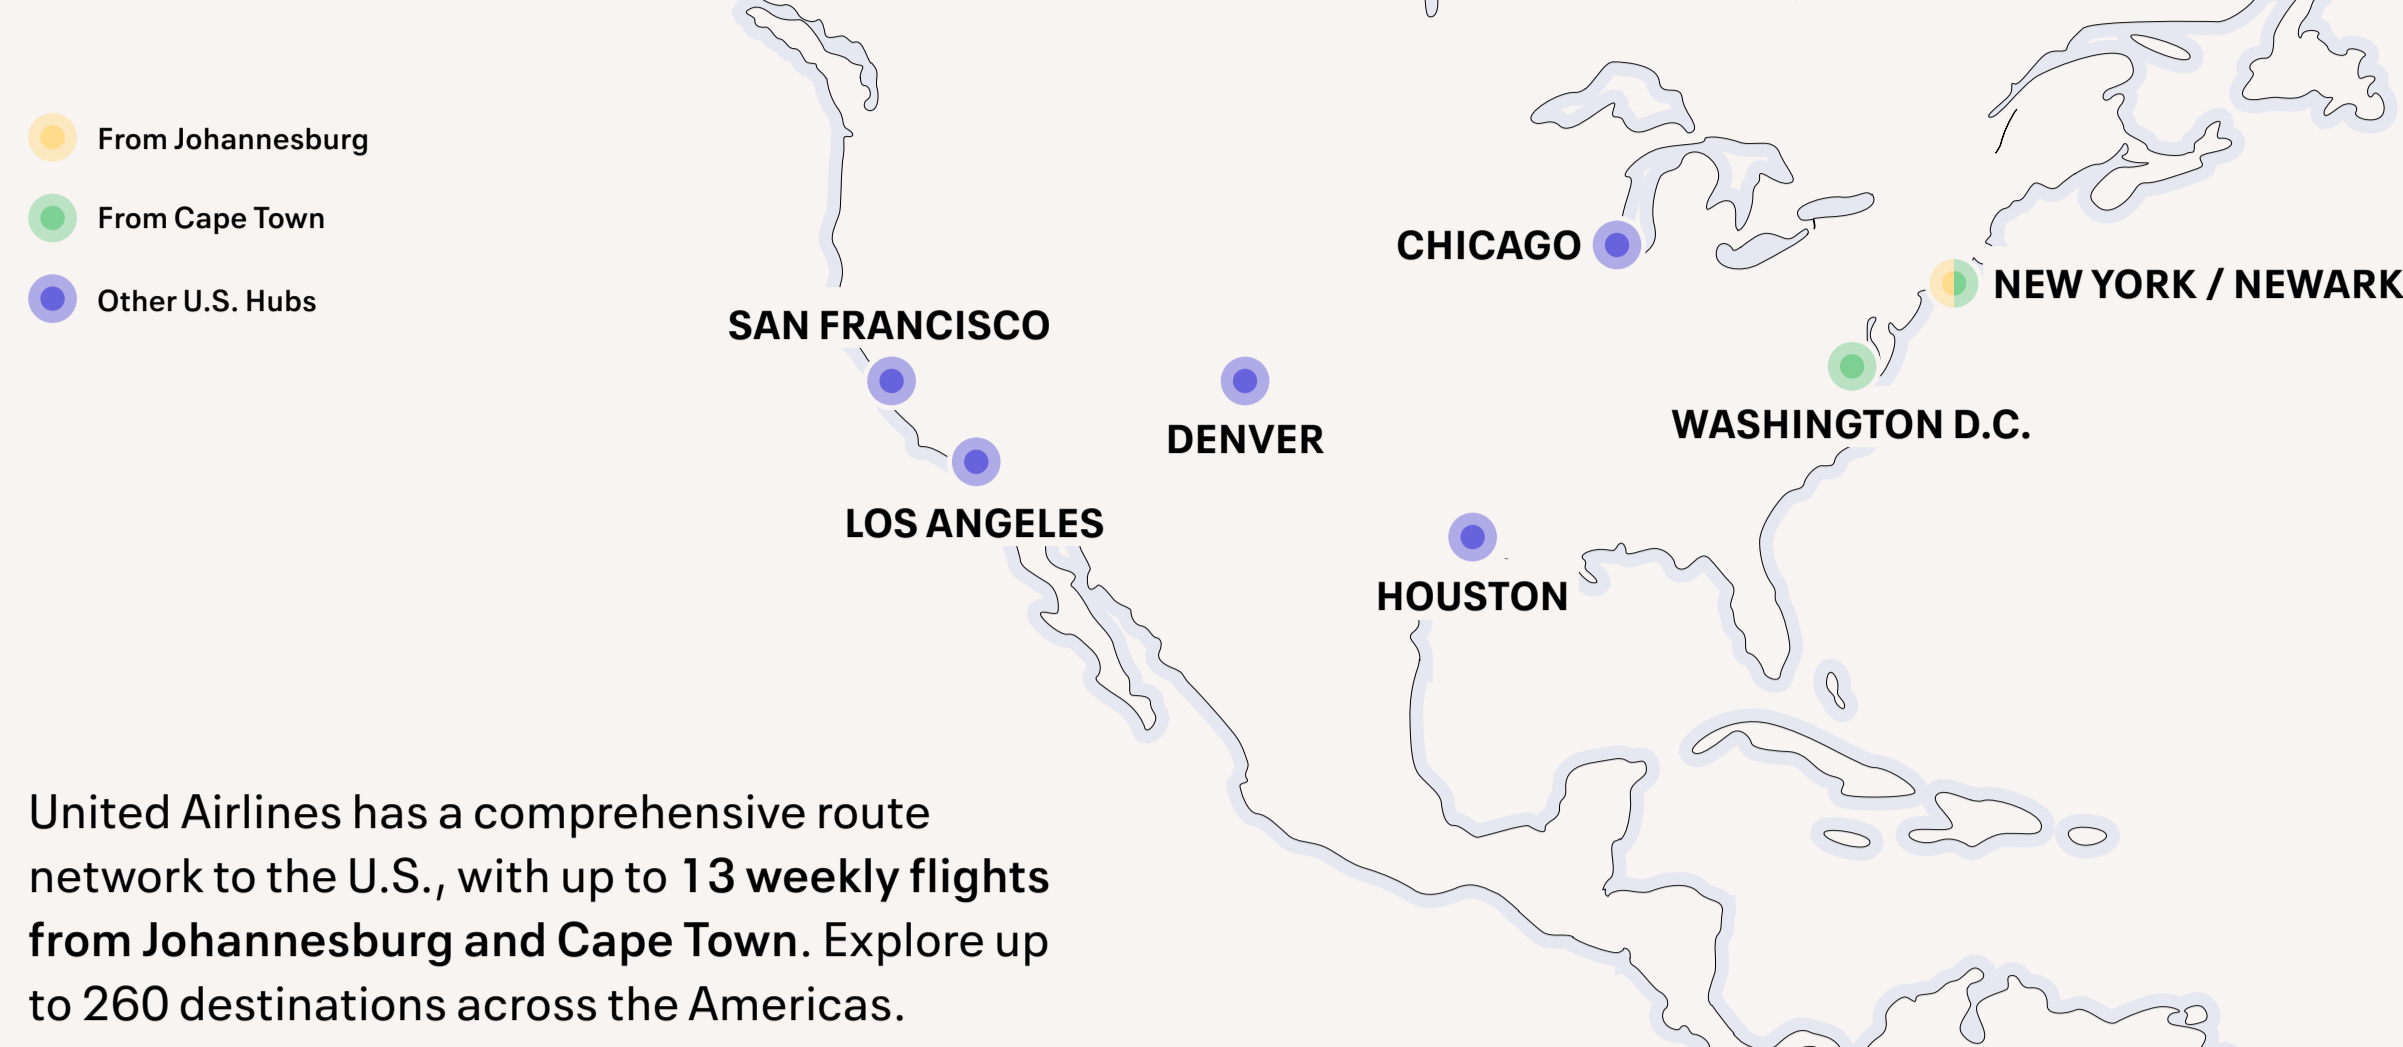 From Johannesburg
From Cape Town
Other U.S. Hubs
CHICAGO
NEW YORK / NEWARK
SAN FRANCISCO
DENVER
WASHINGTON D.C.
LOS ANGELES
HOUSTON
United Airlines has a comprehensive route
network to the U.S., with up to 13 weekly flights
from Johannesburg and Cape Town. Explore up
to 260 destinations across the Americas.